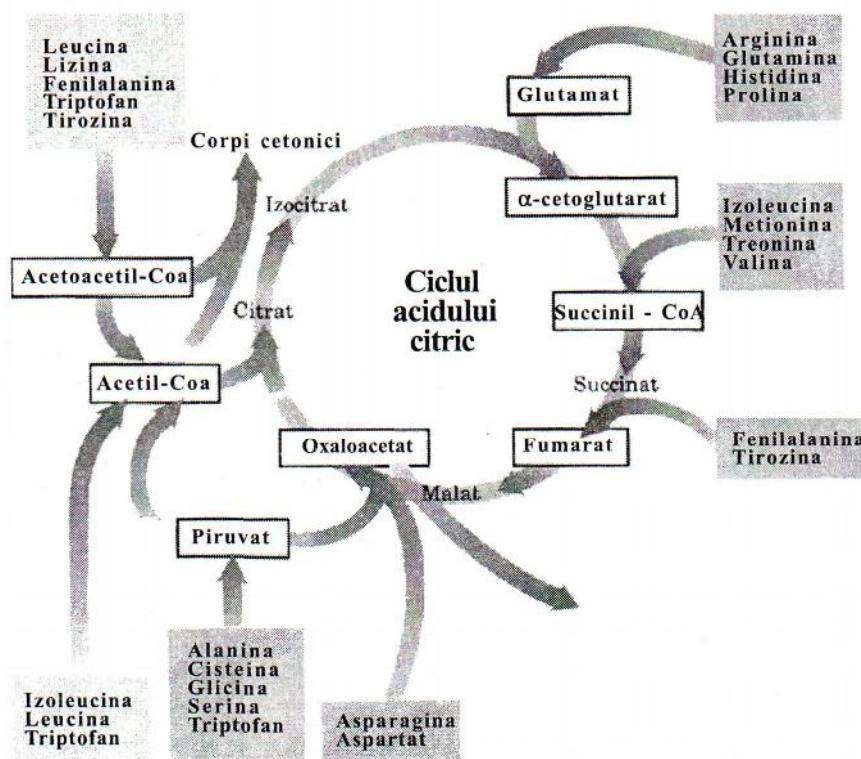 Leucina
Lizina
Fenilalanina
Triptofan
Tirozina
Arginina
Glutamina
Histidina
Prolina
Glutamat
Corpi cetonici
Izocitrat
α-cetoglutarat
Izoleucina
Metionina
Treonina
Valina
Acetoacetil-Coa
Ciclul
acidului
citric
Citrat
Succinil - CoA
Acetil-Coa
Succinat
Oxaloacetat
Fumarat
Fenilalanina
Tirozina
Malat
Piruvat
Alanina
Cisteina
Glicina
Serina
Triptofan
Izoleucina
Leucina
Triptofan
Asparagina
Aspartat